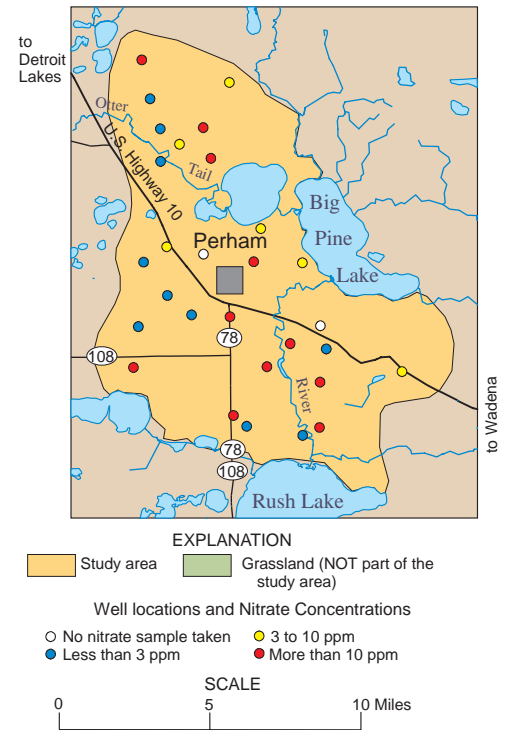 to
Detroit
Lakes
Otter
U.S. Highway 10
Tail
Big
Pine
Lake
Perham
78
108
River
78
108
Rush Lake
to Wadena
EXPLANATION
Study area
Grassland (NOT part of the
study area)
Well locations and Nitrate Concentrations
No nitrate sample taken
3 to 10 ppm
Less than 3 ppm
More than 10 ppm
SCALE
0 5 10 Miles